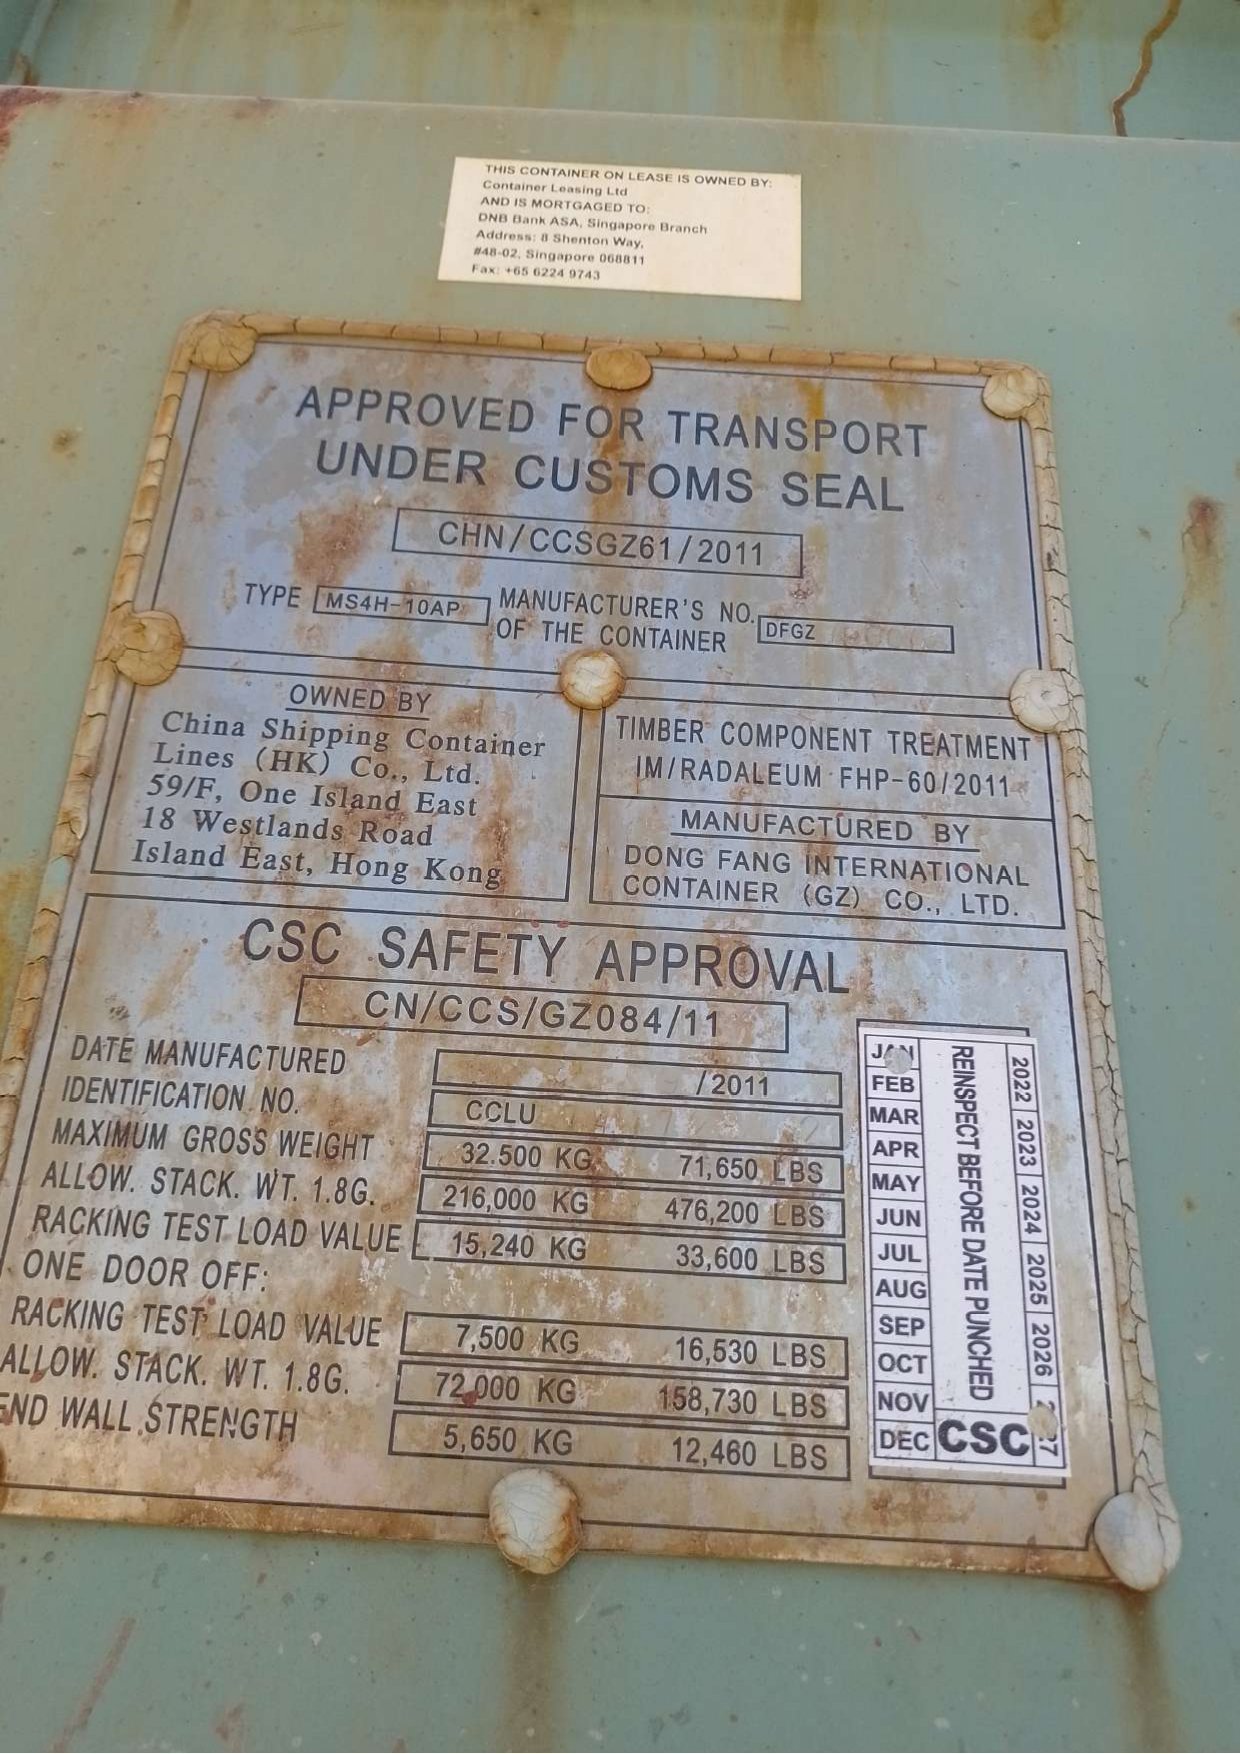 THIS CONTAINER ON LEASE IS OWNED BY:
Container Leasing Ltd
AND IS MORTGAGED TO:
DNB Bank ASA, Singapore Branch
Address: 8 Shenton Way,
#48-02, Singapore 068811
Fax: +65 6224 9743
APPROVED FOR TRANSPORT
UNDER CUSTOMS SEAL
CHN/CCSGZ61/2011
TYPE MS4H-10AP MANUFACTURER'S NO.
OF THE CONTAINER DFGZ
OWNED BY
China Shipping Container
Lines (HK) Co., Ltd.
59/F, One Island East
18 Westlands Road
Island East, Hong Kong
TIMBER COMPONENT TREATMENT
IM/RADALEUM FHP-60/2011
MANUFACTURED BY
DONG FANG INTERNATIONAL
CONTAINER (GZ) CO., LTD.
CSC SAFETY APPROVAL
CN/CCS/GZ084/11
DATE MANUFACTURED /2011
IDENTIFICATION NO. CCLU
MAXIMUM GROSS WEIGHT 32.500 KG 71,650 LBS
ALLOW. STACK. WT. 1.8G. 216,000 KG 476,200 LBS
RACKING TEST LOAD VALUE 15,240 KG 33,600 LBS
ONE DOOR OFF:
RACKING TEST LOAD VALUE 7,500 KG 16,530 LBS
ALLOW. STACK. WT. 1.8G. 72,000 KG 158,730 LBS
END WALL STRENGTH 5,650 KG 12,460 LBS
JAN
FEB
MAR
APR
MAY
JUN
JUL
AUG
SEP
OCT
NOV
DEC
REINSPECT BEFORE DATE PUNCHED
CSC
2022 2023 2024 2025 2026